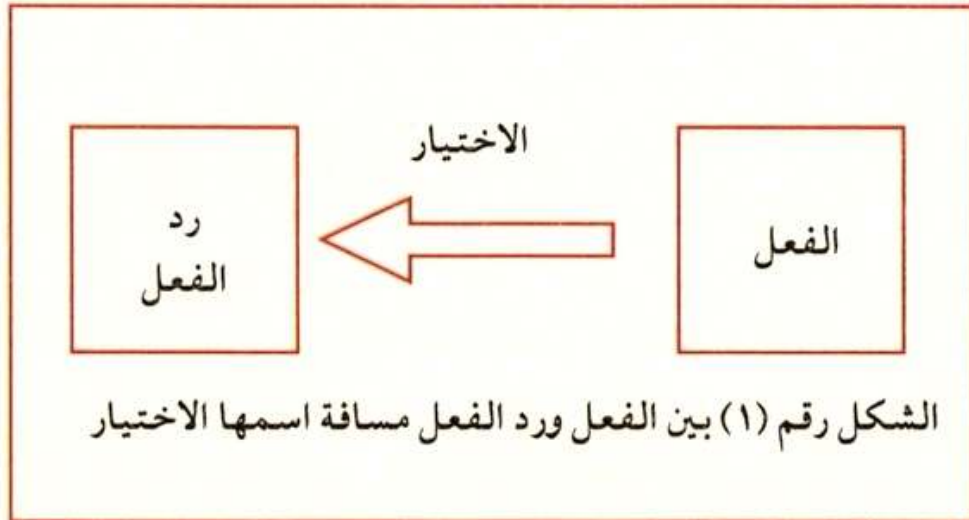 الاختيار
الفعل
رد
الفعل
الشكل رقم (١) بين الفعل ورد الفعل مسافة اسمها الاختيار